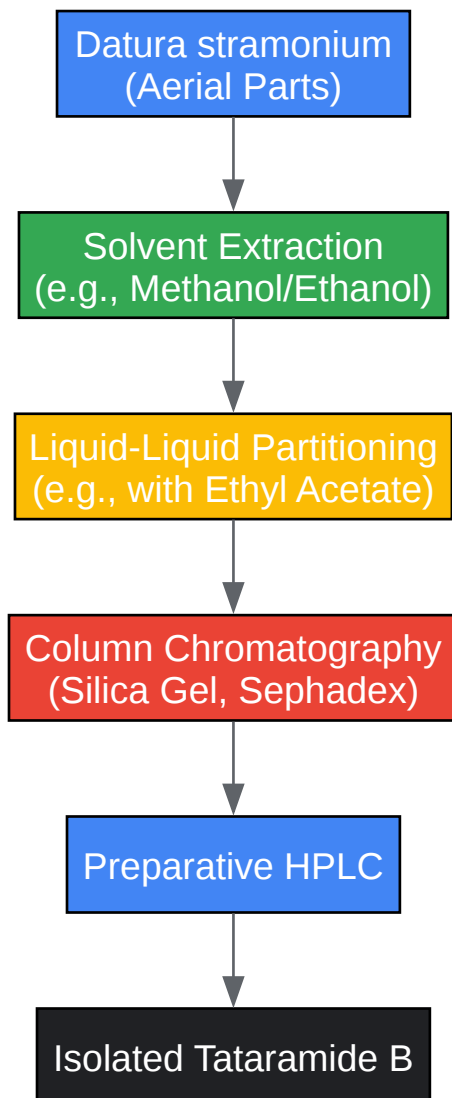 Datura stramonium
(Aerial Parts)
Solvent Extraction
(e.g., Methanol/Ethanol)
Liquid-Liquid Partitioning
(e.g., with Ethyl Acetate)
Column Chromatography
(Silica Gel, Sephadex)
Preparative HPLC
Isolated Tataramide B